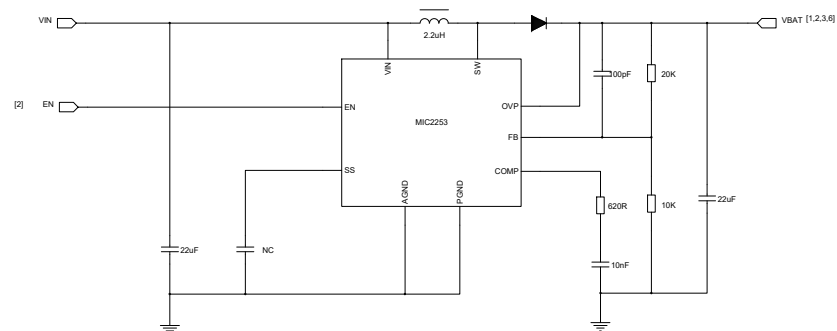 VIN
2.2uH
VBAT [1,2,3,6]
VIN
SW
100pF
20K
[2] EN
EN
OVP
MIC2253
FB
SS
COMP
AGND
PGND
620R
10K
22uF
22uF
NC
10nF